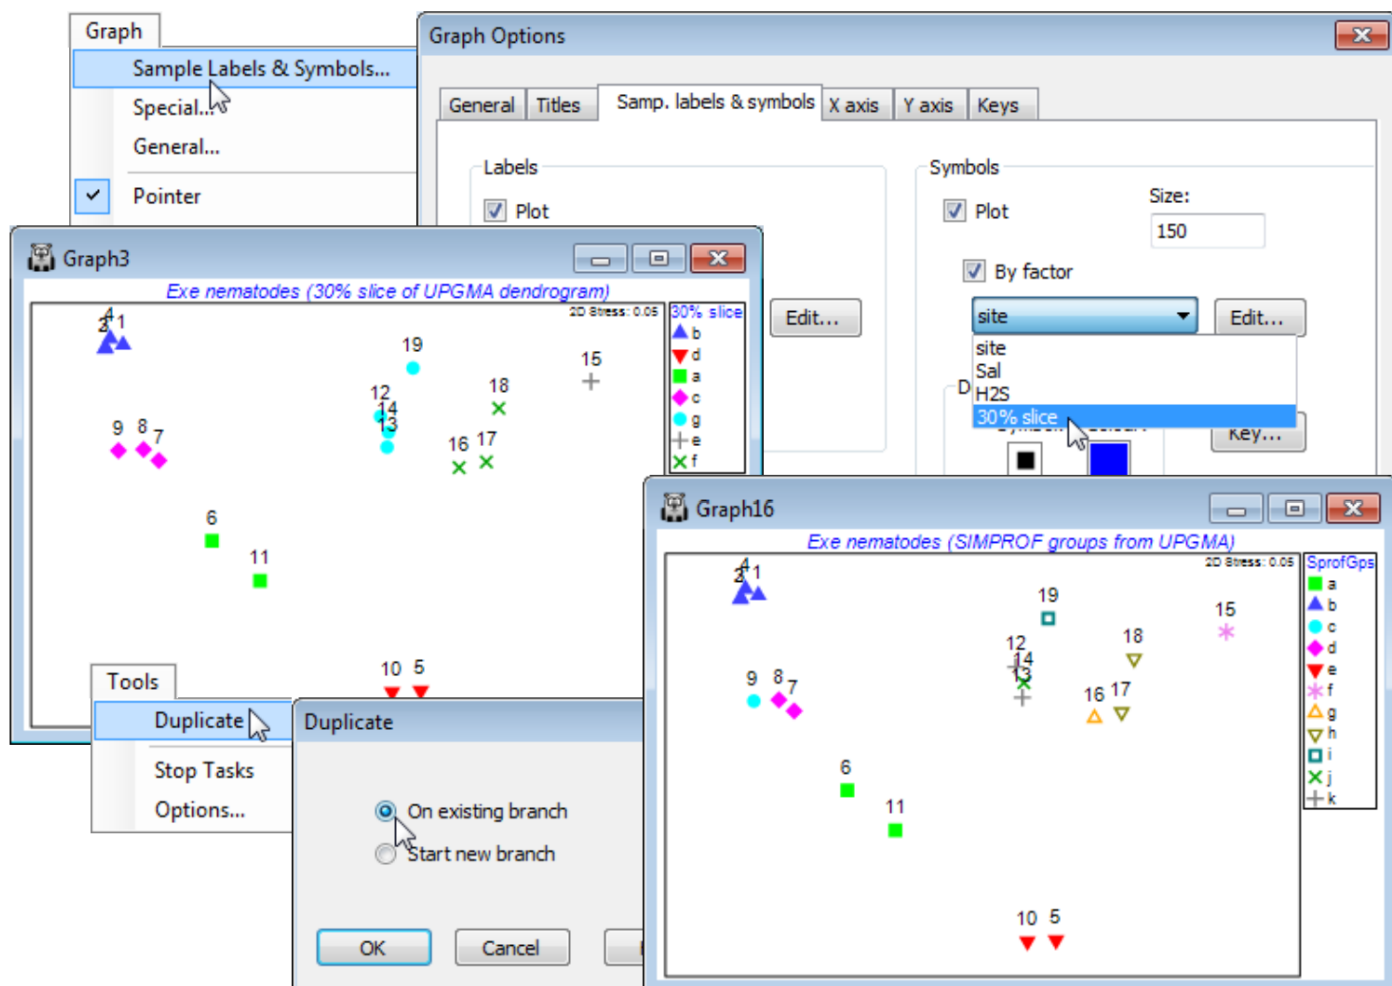 Graph
Sample Labels & Symbols...
Special...
General...
Pointer
Graph Options
General
Titles
Samp. labels & symbols
X axis
Y axis
Keys
Labels
Plot
Edit...
Symbols
Plot
Size:
150
By factor
site
Edit...
site
Sal
H2S
30% slice
Key...
Graph3
Exe nematodes (30% slice of UPGMA dendrogram)
2D Stress: 0.05
30% slice
b
d
a
c
g
e
f
4
1
19
15
12
14
13
18
9
8
7
16
17
6
11
10
5
Tools
Duplicate
Stop Tasks
Options...
Duplicate
On existing branch
Start new branch
OK
Cancel
Graph16
Exe nematodes (SIMPROF groups from UPGMA)
2D Stress: 0.05
SprofGps
a
b
c
d
e
f
g
h
i
j
k
4
1
19
15
12
14
13
18
9
8
7
16
17
6
11
10
5